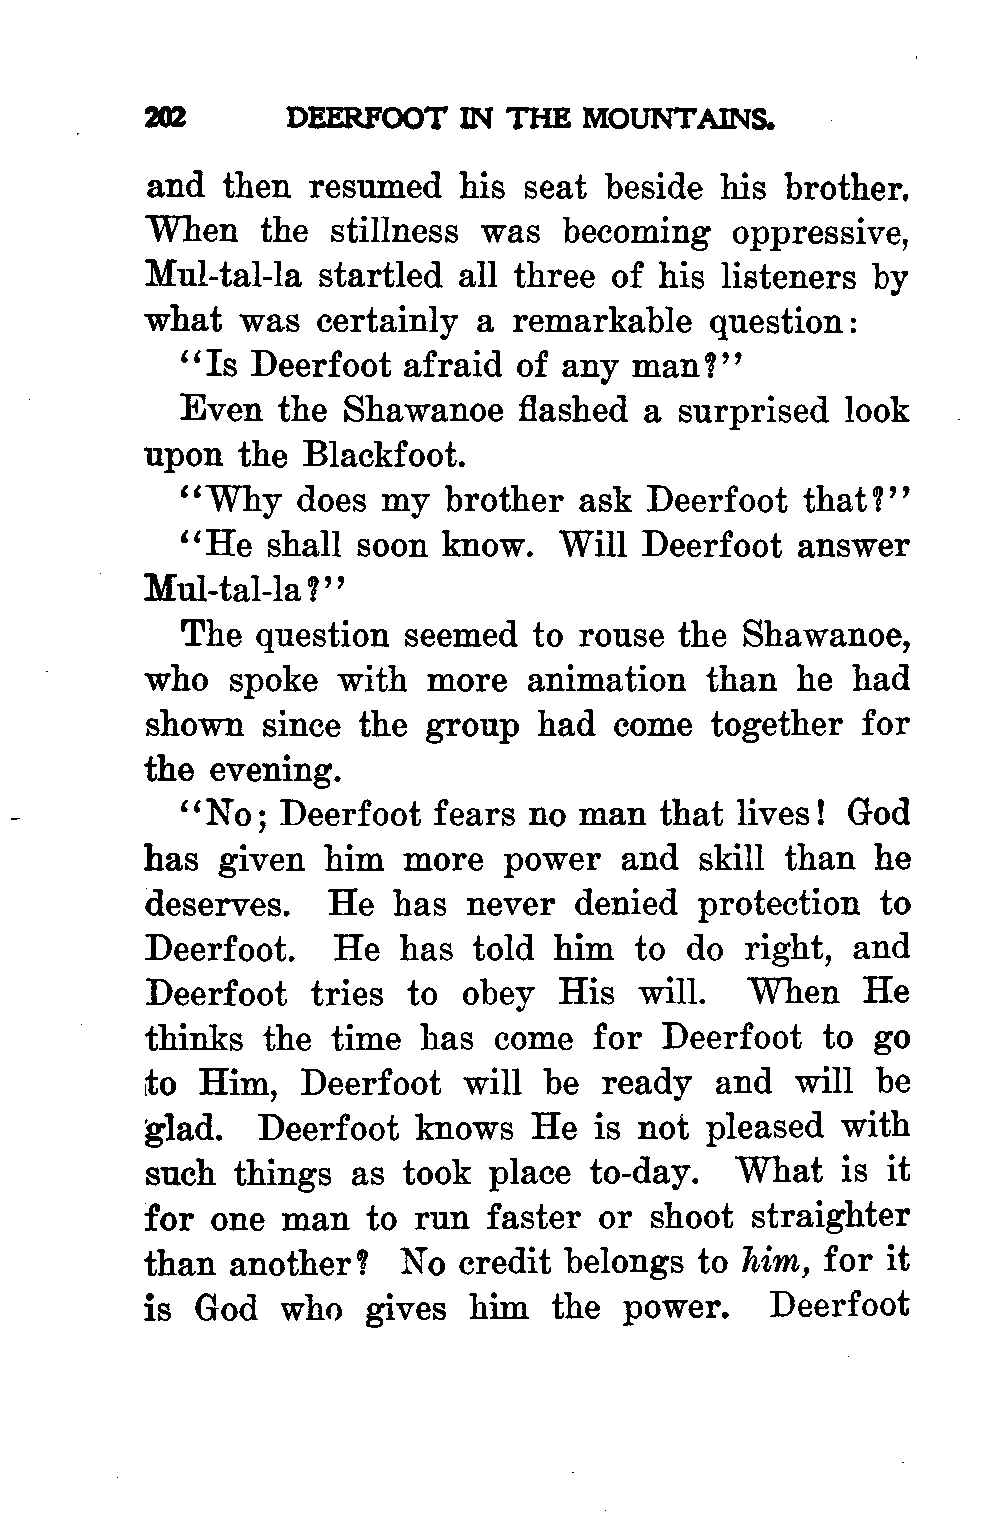 202 DEERFOOT IN THE MOUNTAINS.
and then resumed his seat beside his brother.
When the stillness was becoming oppressive,
Mul-tal-la startled all three of his listeners by
what was certainly a remarkable question:
“Is Deerfoot afraid of any man?”
Even the Shawanoe flashed a surprised look
upon the Blackfoot.
“Why does my brother ask Deerfoot that?”
“He shall soon know. Will Deerfoot answer
Mul-tal-la?”
The question seemed to rouse the Shawanoe,
who spoke with more animation than he had
shown since the group had come together for
the evening.
“No; Deerfoot fears no man that lives! God
has given him more power and skill than he
deserves. He has never denied protection to
Deerfoot. He has told him to do right, and
Deerfoot tries to obey His will. When He
thinks the time has come for Deerfoot to go
to Him, Deerfoot will be ready and will be
glad. Deerfoot knows He is not pleased with
such things as took place to-day. What is it
for one man to run faster or shoot straighter
than another? No credit belongs to him, for it
is God who gives him the power. Deerfoot